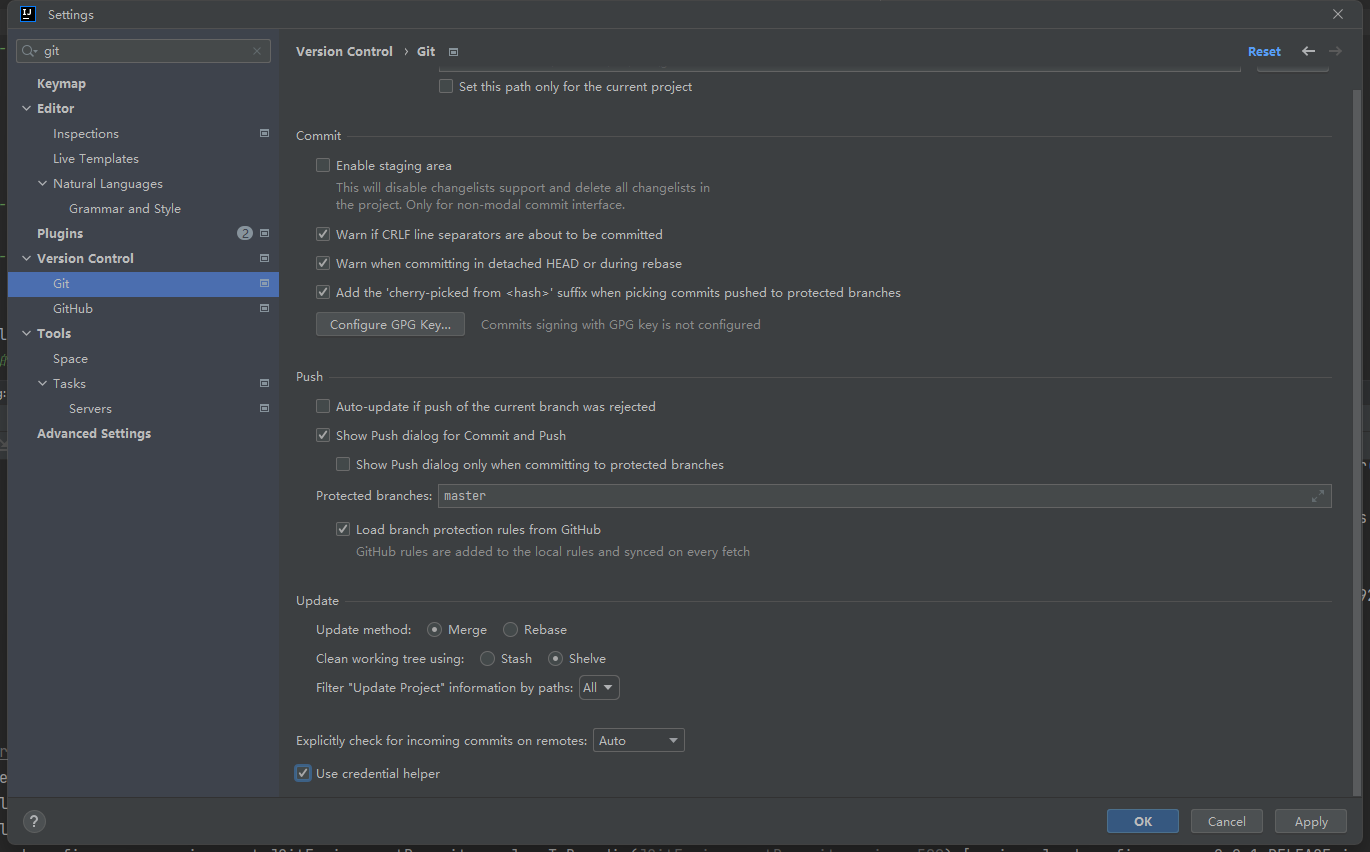 Settings
git
Version Control › Git
Reset
Keymap
Editor
Inspections
Live Templates
Natural Languages
Grammar and Style
Plugins
2
Version Control
Git
GitHub
Tools
Space
Tasks
Servers
Advanced Settings
Set this path only for the current project
Commit
Enable staging area
This will disable changelists support and delete all changelists in
the project. Only for non-modal commit interface.
Warn if CRLF line separators are about to be committed
Warn when committing in detached HEAD or during rebase
Add the 'cherry-picked from <hash>' suffix when picking commits pushed to protected branches
Configure GPG Key... Commits signing with GPG key is not configured
Push
Auto-update if push of the current branch was rejected
Show Push dialog for Commit and Push
Show Push dialog only when committing to protected branches
Protected branches: master
Load branch protection rules from GitHub
GitHub rules are added to the local rules and synced on every fetch
Update
Update method: Merge Rebase
Clean working tree using: Stash Shelve
Filter "Update Project" information by paths: All
Explicitly check for incoming commits on remotes: Auto
Use credential helper
? OK Cancel Apply